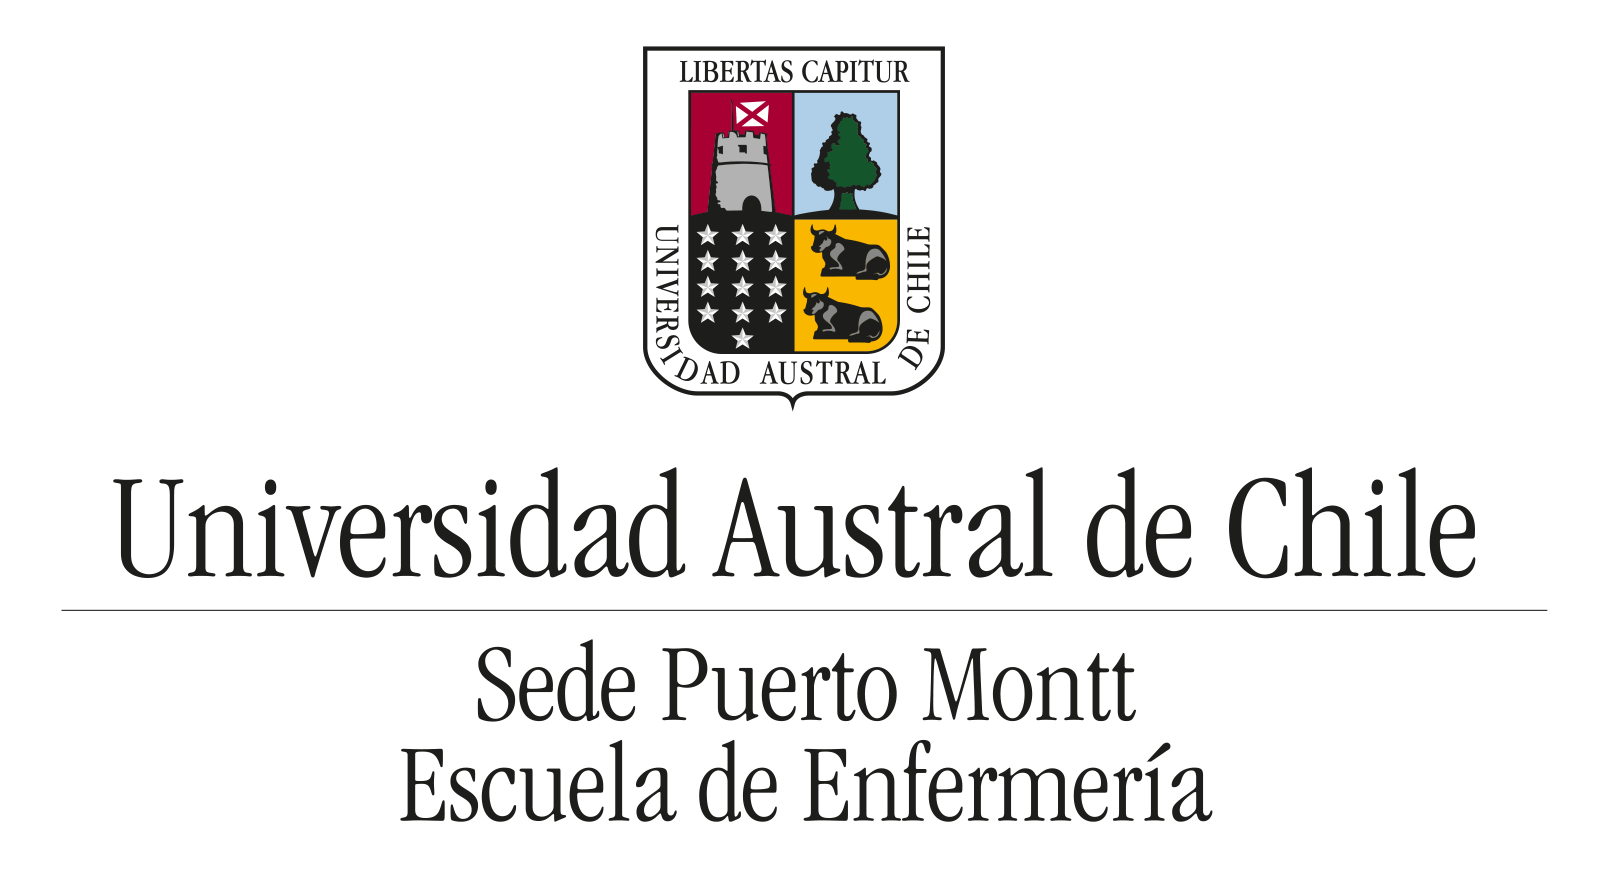 LIBERTAS CAPITUR
UNIVERSIDAD AUSTRAL DE CHILE
Universidad Austral de Chile
Sede Puerto Montt
Escuela de Enfermería